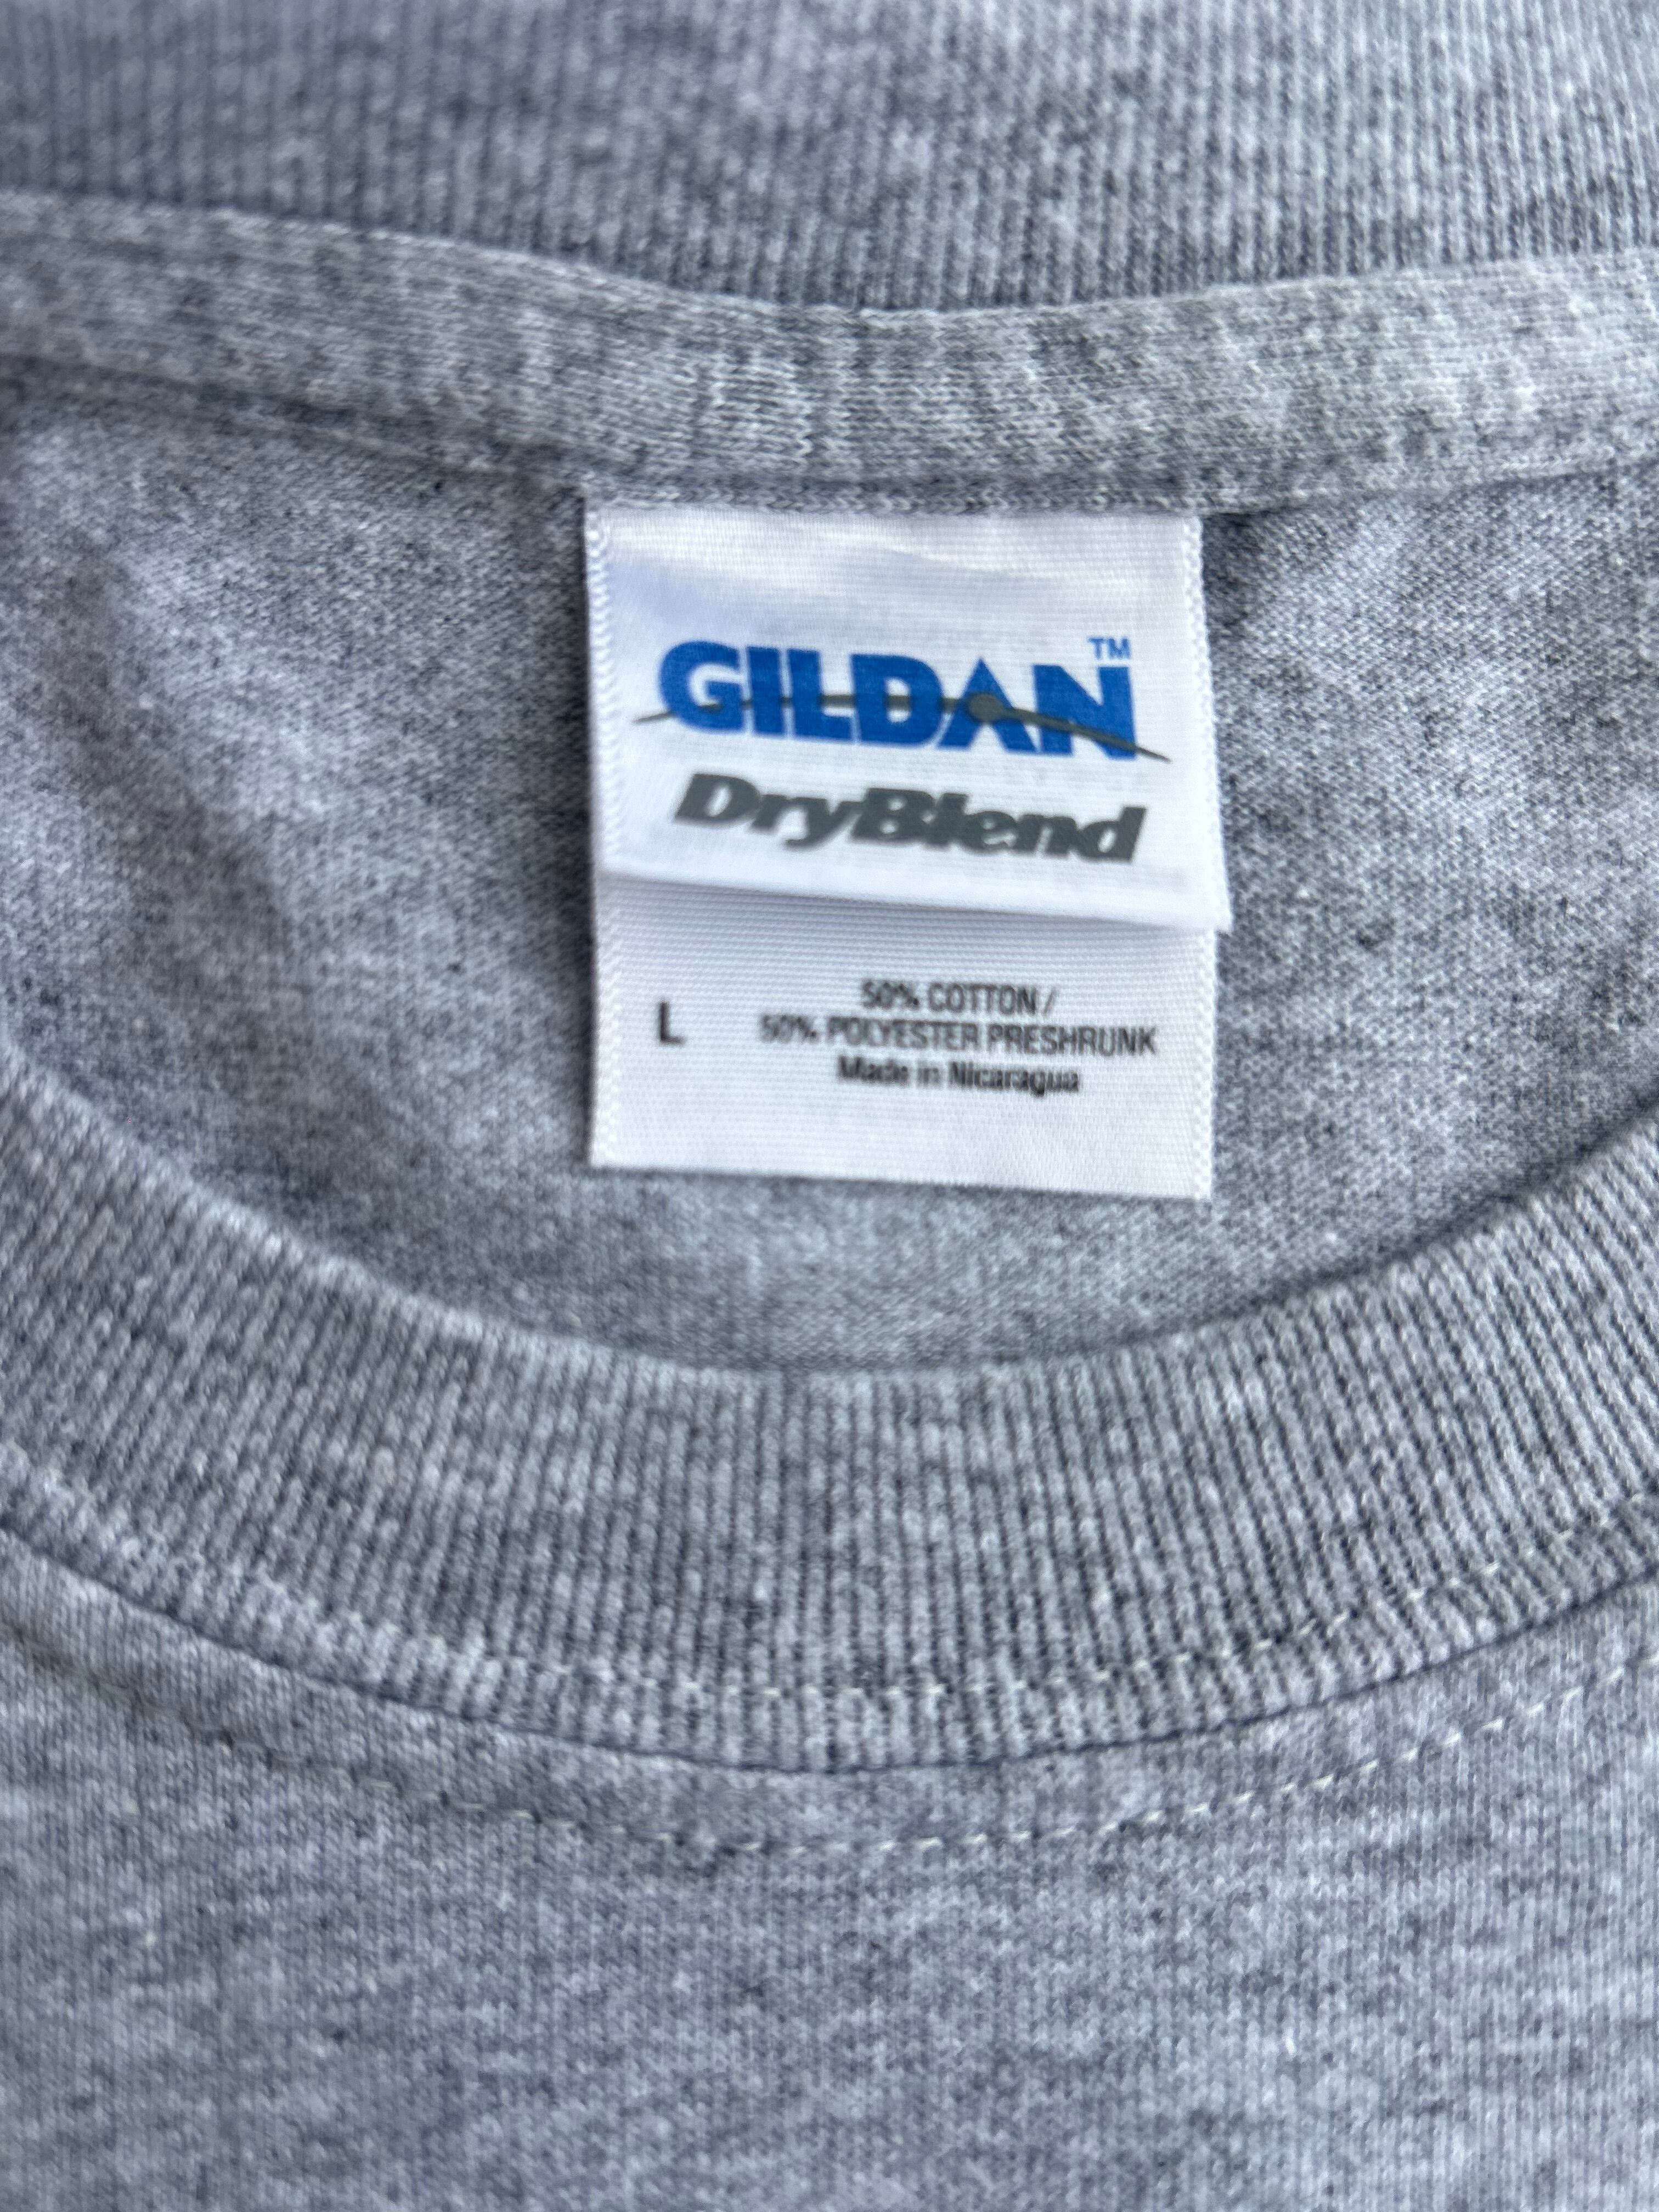 GILDAN™
DryBlend
L
50% COTTON /
50% POLYESTER PRESHRUNK
Made in Nicaragua